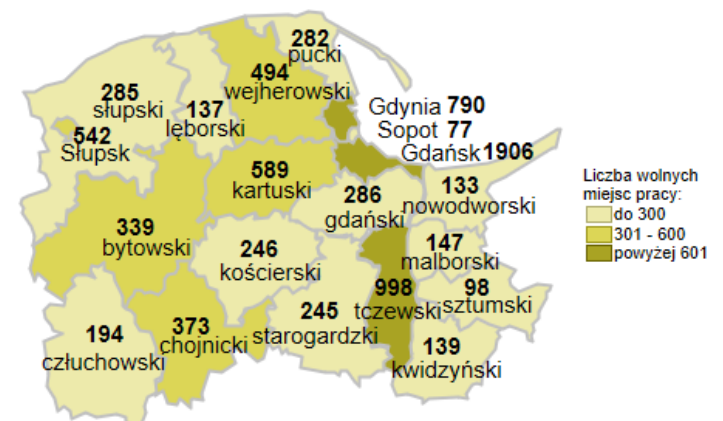 282
pucki
494
wejherowski
285
słupski
137
lęborski
542
Słupsk
Gdynia 790
Sopot 77
Gdańsk 1906
589
kartuski
286
gdański
133
nowodworski
339
bytowski
246
kościerski
147
malborski
998
tczewski
98
sztumski
194
człuchowski
373
chojnicki
245
starogardzki
139
kwidzyński
Liczba wolnych
miejsc pracy:
do 300
301 - 600
powyżej 601